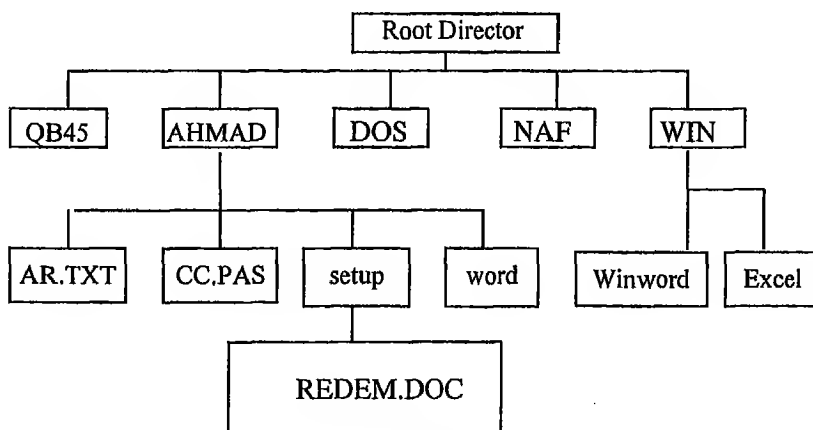 Root Director
QB45 AHMAD DOS NAF WIN
AR.TXT CC.PAS setup word Winword Excel
REDEM.DOC